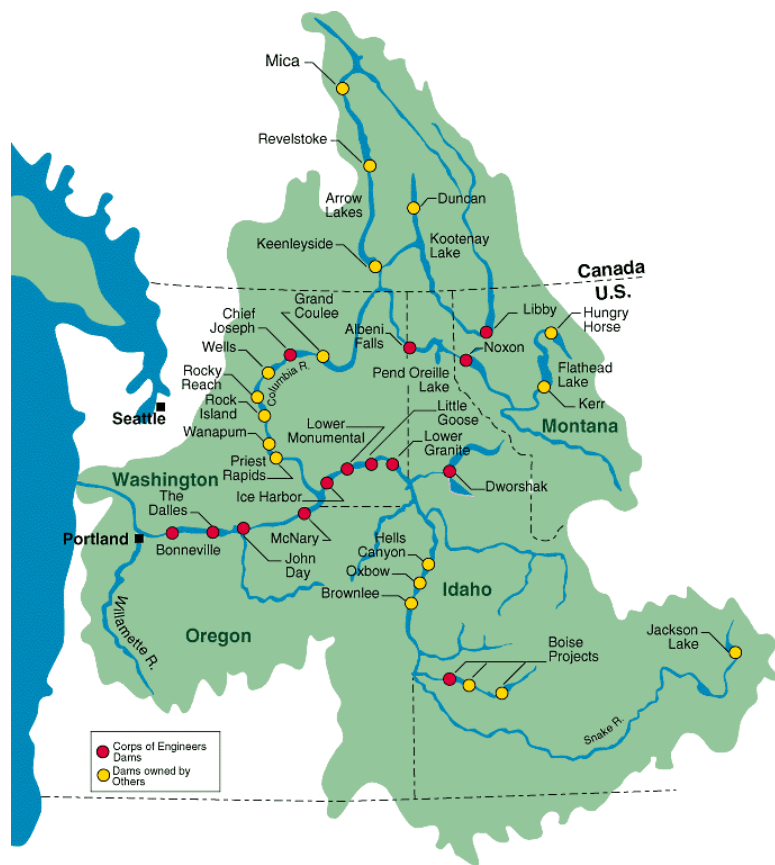 Mica
Revelstoke
Arrow
Lakes
Duncan
Kootenay
Lake
Keenleyside
Canada
U.S.
Grand
Coulee
Chief
Joseph
Albeni
Falls
Libby
Hungry
Horse
Noxon
Wells
Columbia R.
Pend Oreille
Lake
Flathead
Lake
Rocky
Reach
Kerr
Rock
Island
Seattle
Little
Goose
Lower
Monumental
Montana
Wanapum
Lower
Granite
Priest
Rapids
Washington
Dworshak
Ice Harbor
The
Dalles
Portland
Bonneville
McNary
John
Day
Hells
Canyon
Oxbow
Idaho
Brownlee
Willamette R.
Oregon
Boise
Projects
Jackson
Lake
Snake R.
Corps of Engineers
Dams
Dams owned by
Others